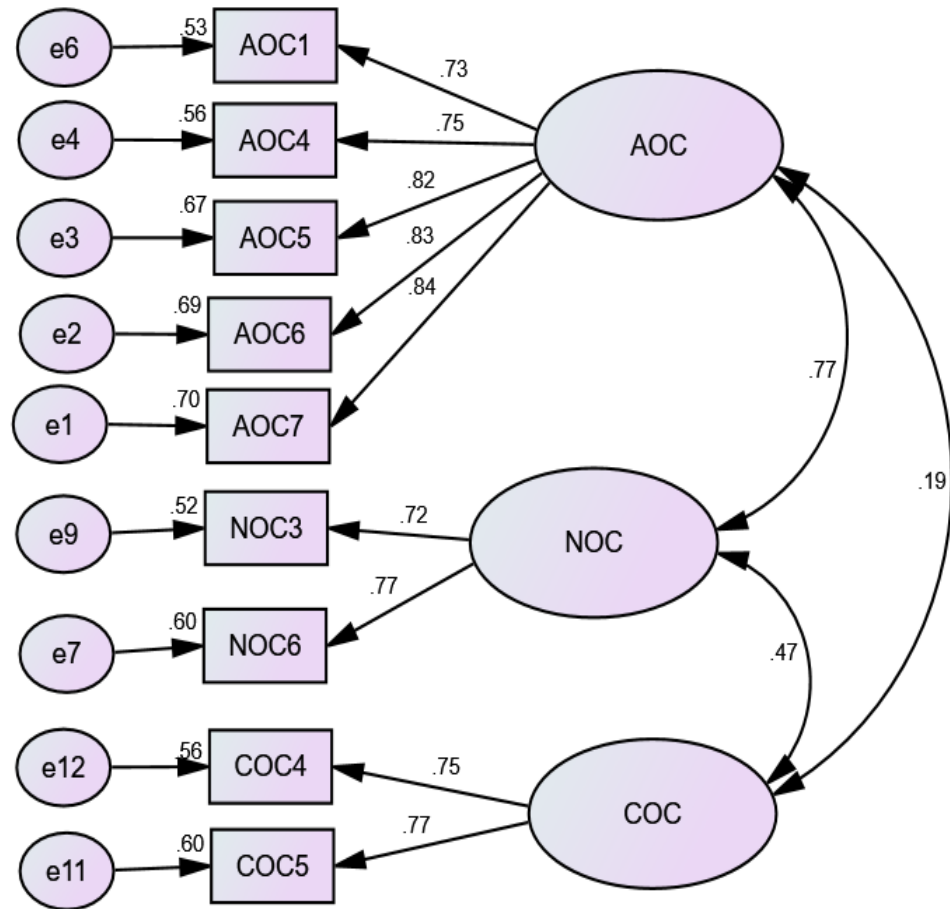 e6
.53
AOC1
.73
AOC
e4
.56
AOC4
.75
e3
.67
AOC5
.82
e2
.69
AOC6
.83
e1
.70
AOC7
.84
.77
.19
e9
.52
NOC3
.72
NOC
e7
.60
NOC6
.77
.47
e12
.56
COC4
.75
COC
e11
.60
COC5
.77